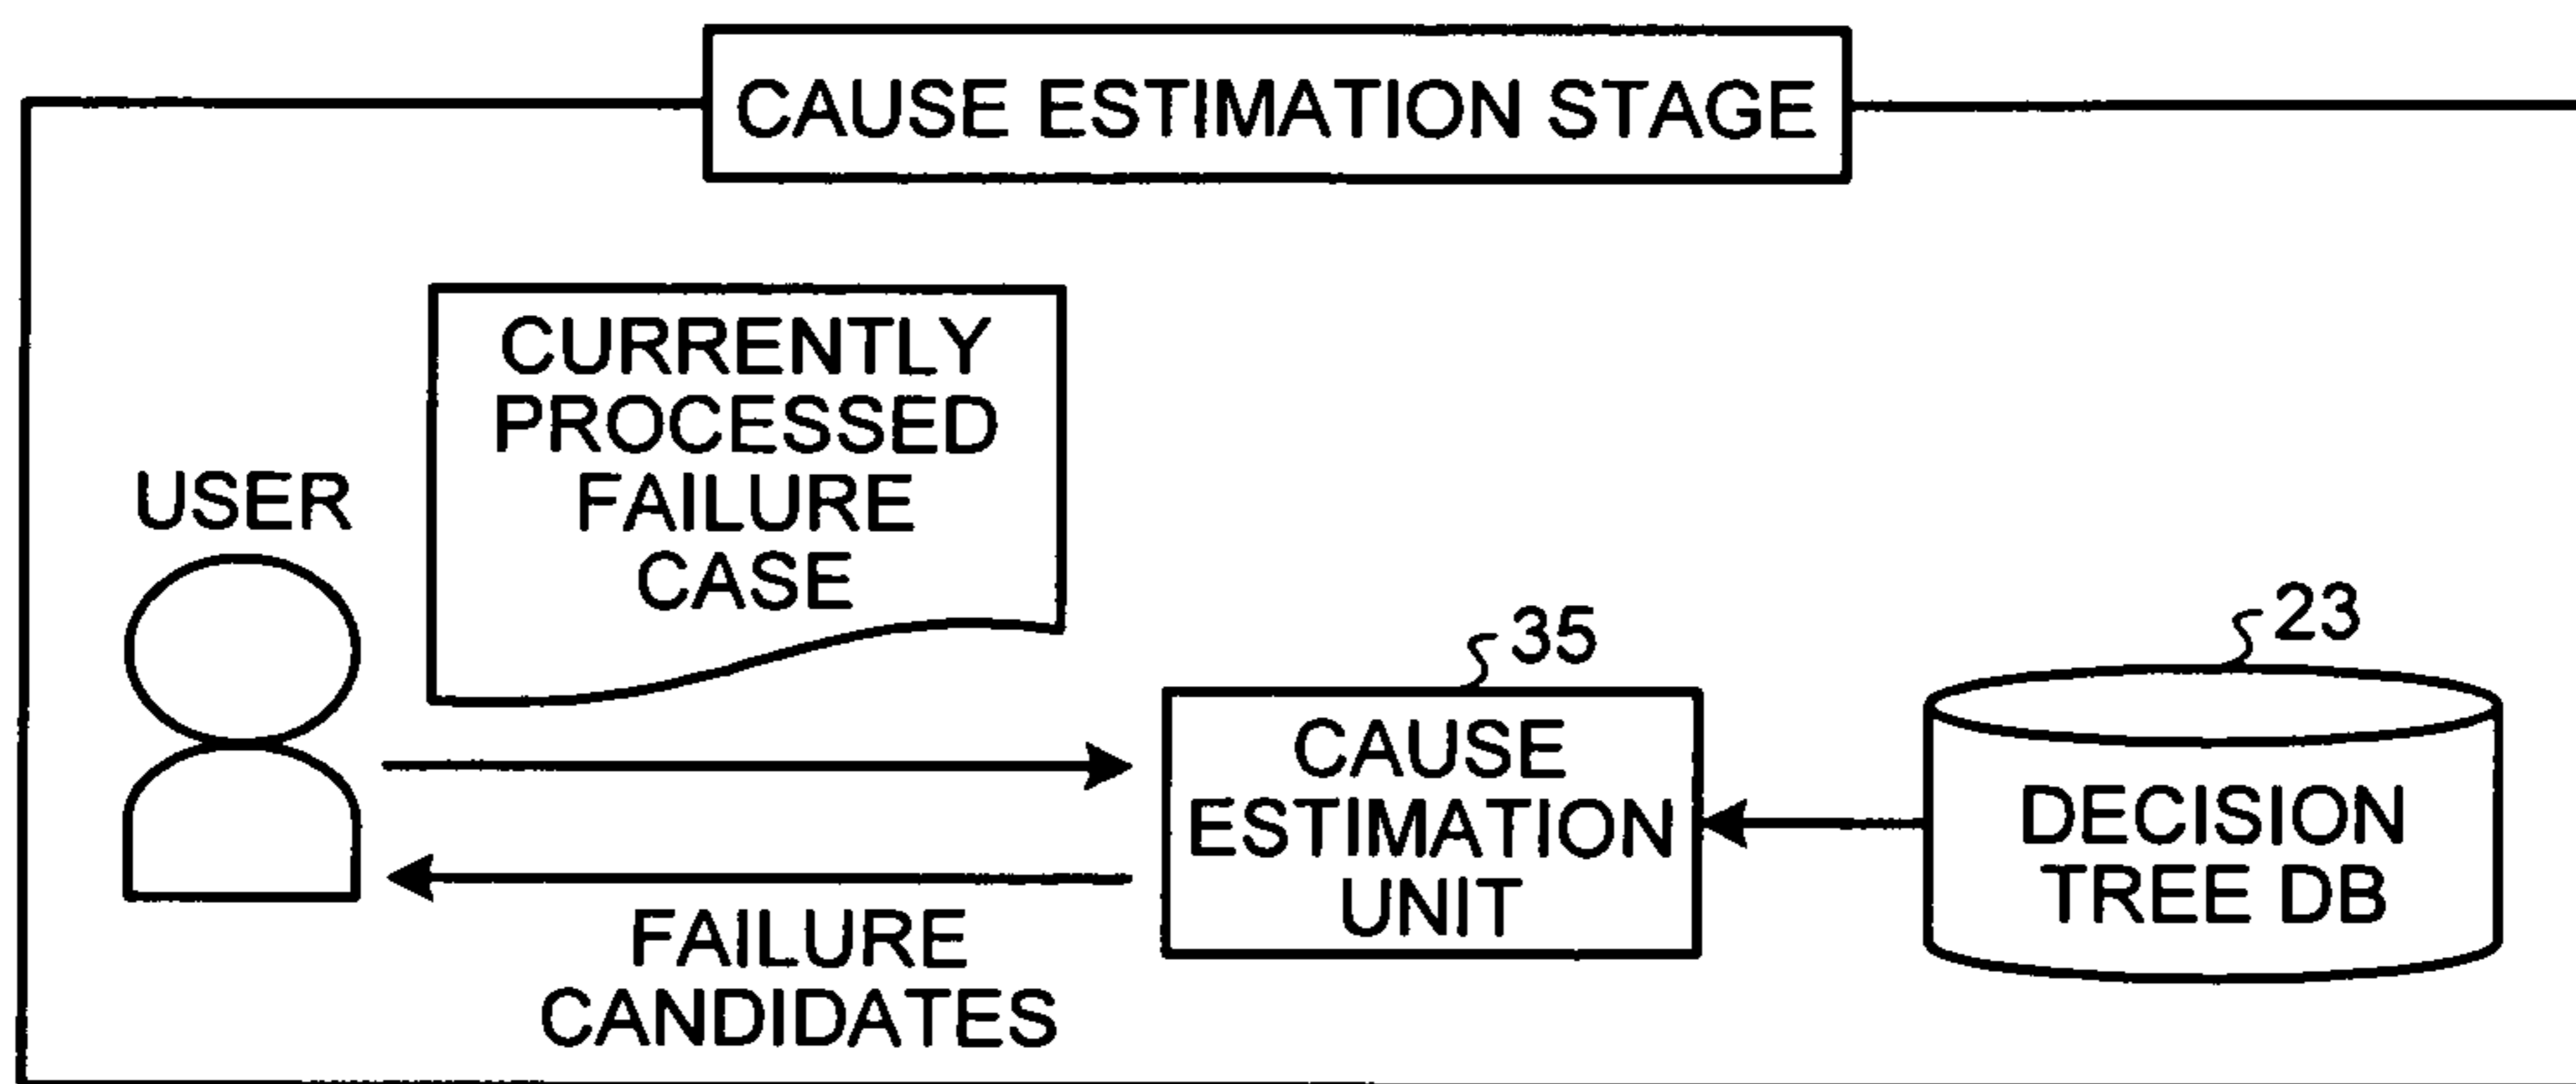 CAUSE ESTIMATION STAGE
CURRENTLY
PROCESSED
FAILURE
CASE
USER
35
23
CAUSE
ESTIMATION
UNIT
DECISION
TREE DB
FAILURE
CANDIDATES